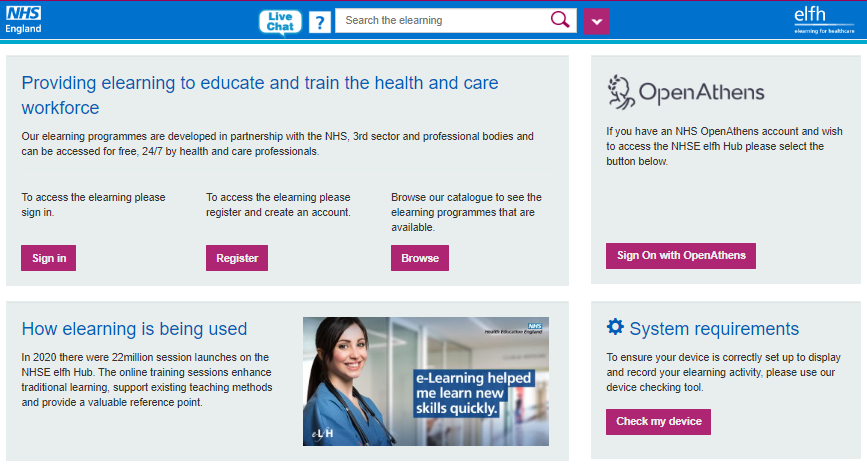 NHS
England
Live
Chat
?
Search the elearning
elfh
elearning for healthcare
Providing elearning to educate and train the health and care
workforce
Our elearning programmes are developed in partnership with the NHS, 3rd sector and professional bodies and
can be accessed for free, 24/7 by health and care professionals.
To access the elearning please
sign in.
Sign in
To access the elearning please
register and create an account.
Register
Browse our catalogue to see the
elearning programmes that are
available.
Browse
OpenAthens
If you have an NHS OpenAthens account and wish
to access the NHSE elfh Hub please select the
button below.
Sign On with OpenAthens
How elearning is being used
In 2020 there were 22million session launches on the
NHSE elfh Hub. The online training sessions enhance
traditional learning, support existing teaching methods
and provide a valuable reference point.
NHS
Health Education England
e-Learning helped
me learn new
skills quickly.
e-LfH
System requirements
To ensure your device is correctly set up to display
and record your elearning activity, please use our
device checking tool.
Check my device